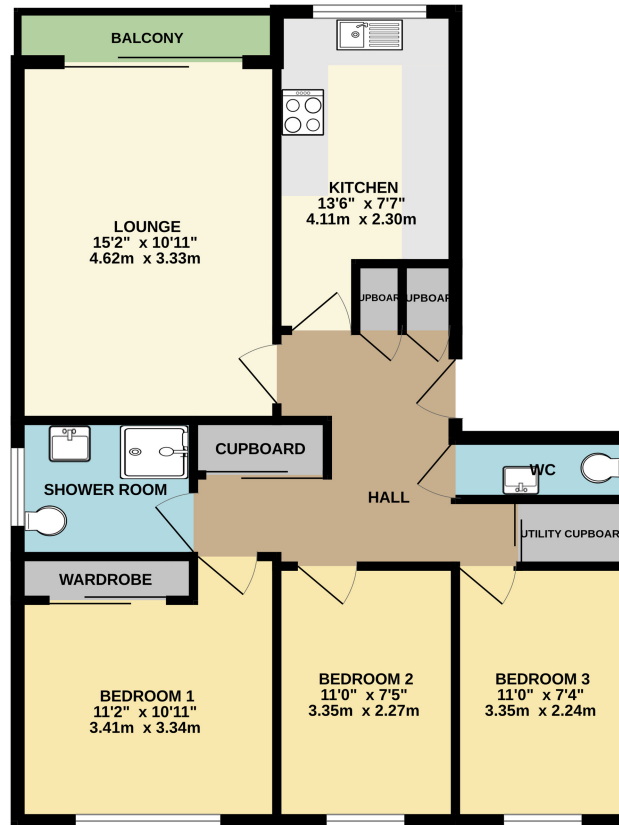 BALCONY
KITCHEN
13'6" x 7'7"
4.11m x 2.30m
LOUNGE
15'2" x 10'11"
4.62m x 3.33m
UPBOAR
UPBOAR
CUPBOARD
SHOWER ROOM
WC
HALL
UTILITY CUPBOAR
WARDROBE
BEDROOM 1
11'2" x 10'11"
3.41m x 3.34m
BEDROOM 2
11'0" x 7'5"
3.35m x 2.27m
BEDROOM 3
11'0" x 7'4"
3.35m x 2.24m